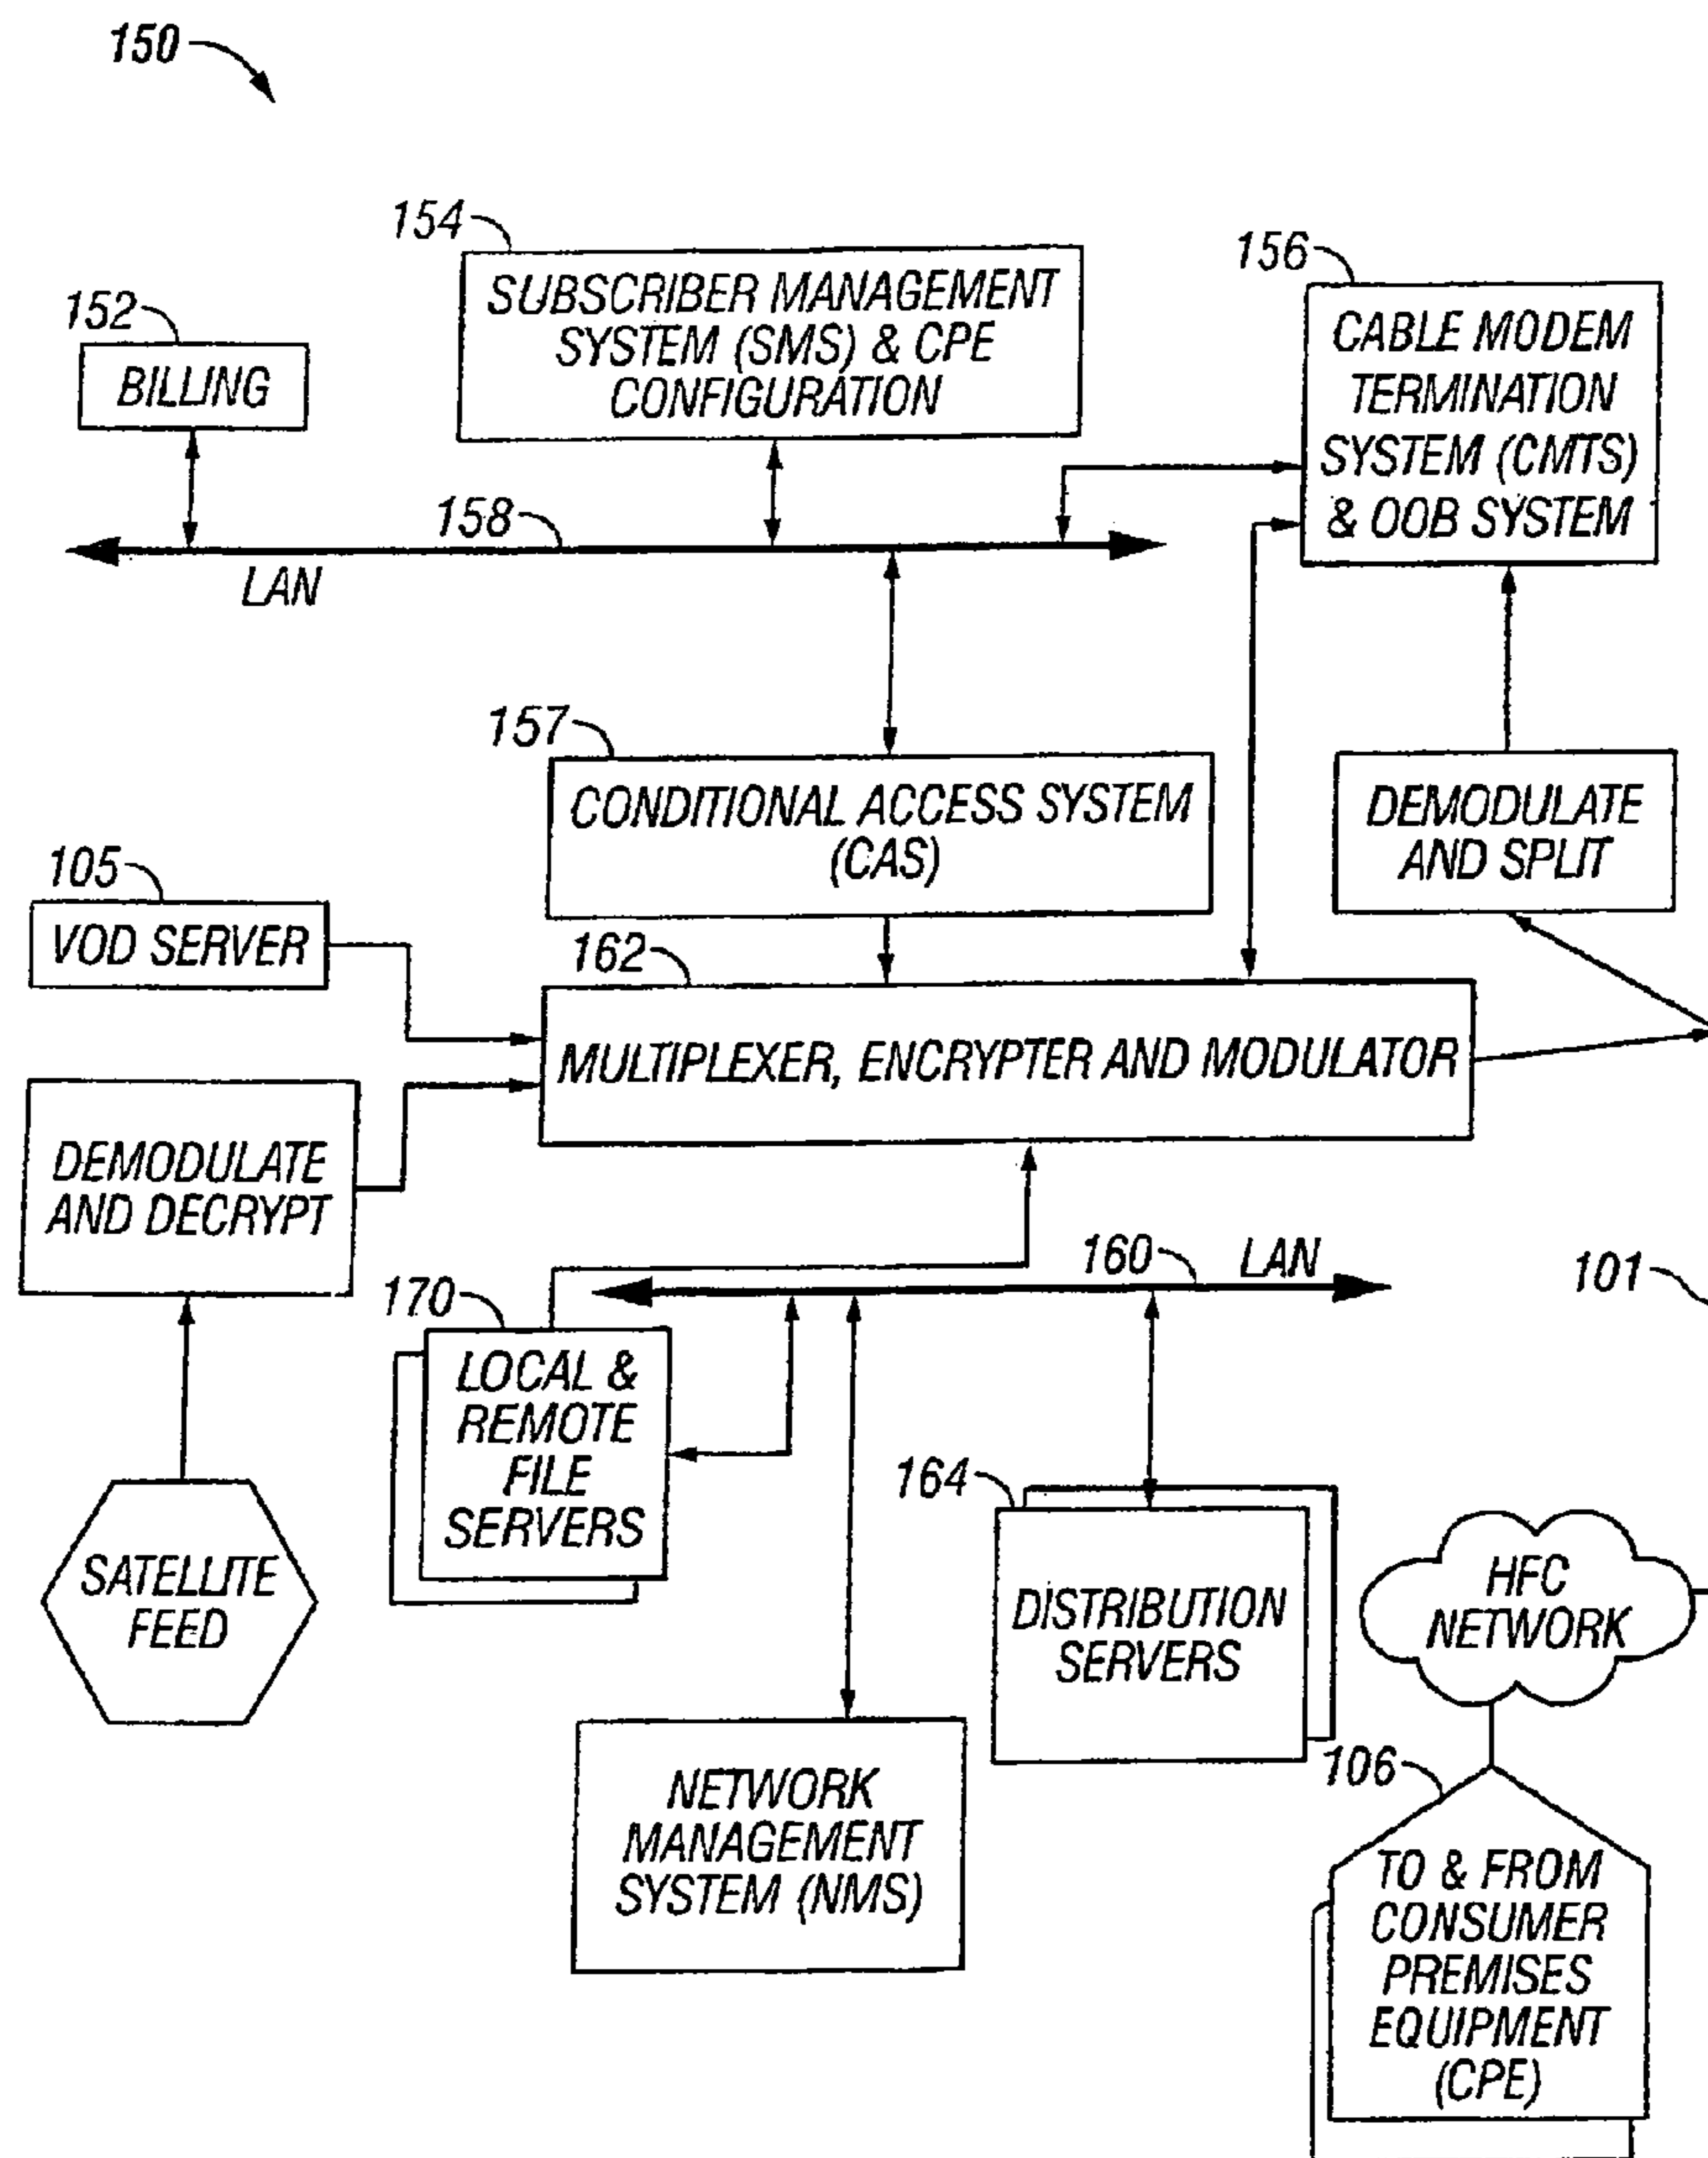 150
154
SUBSCRIBER MANAGEMENT
SYSTEM (SMS) & CPE
CONFIGURATION
156
CABLE MODEM
TERMINATION
SYSTEM (CMTS)
& OOB SYSTEM
152
BILLING
158
LAN
157
CONDITIONAL ACCESS SYSTEM
(CAS)
DEMODULATE
AND SPLIT
105
VOD SERVER
162
MULTIPLEXER, ENCRYPTER AND MODULATOR
DEMODULATE
AND DECRYPT
160
LAN
101
170
LOCAL &
REMOTE
FILE
SERVERS
164
DISTRIBUTION
SERVERS
HFC
NETWORK
SATELLITE
FEED
NETWORK
MANAGEMENT
SYSTEM (NMS)
106
TO & FROM
CONSUMER
PREMISES
EQUIPMENT
(CPE)